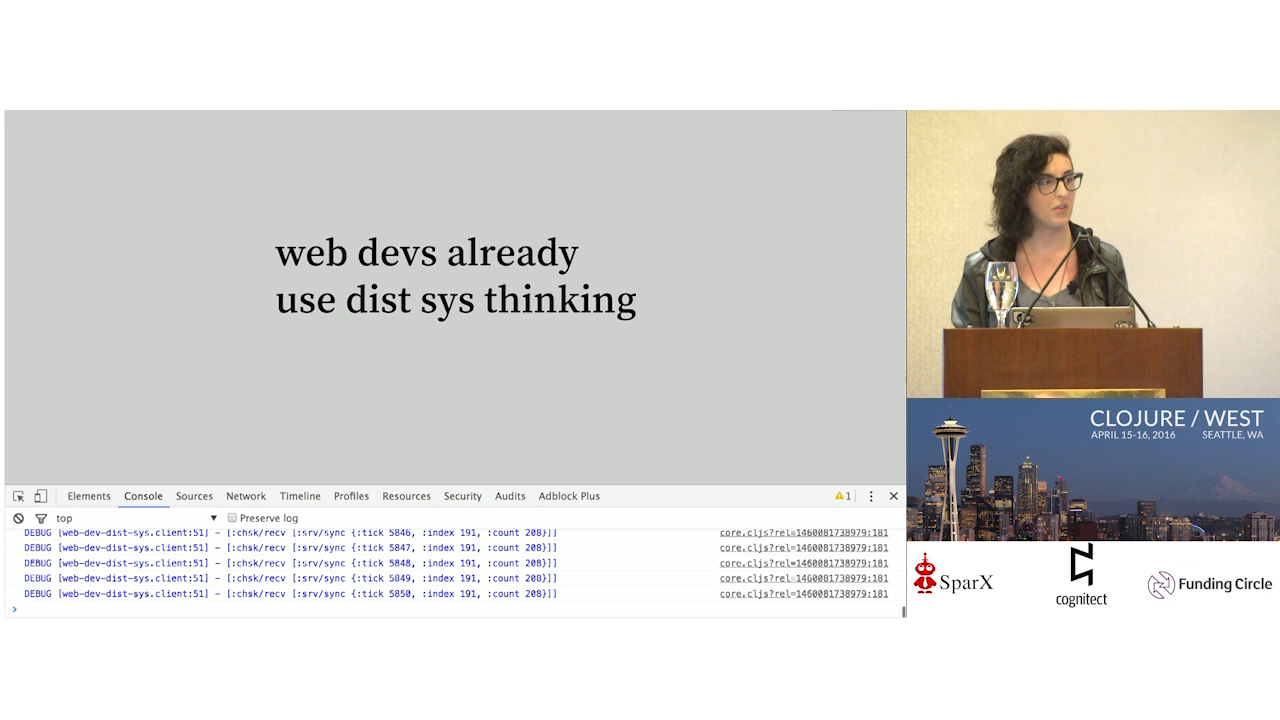 web devs already
use dist sys thinking
Elements Console Sources Network Timeline Profiles Resources Security Audits Adblock Plus 1
top Preserve log
DEBUG [web-dev-dist-sys.client:51] – [:chsk/recv [:srv/sync {:tick 5846, :index 191, :count 208}]] core.cljs?rel=1460081738979:181
DEBUG [web-dev-dist-sys.client:51] – [:chsk/recv [:srv/sync {:tick 5847, :index 191, :count 208}]] core.cljs?rel=1460081738979:181
DEBUG [web-dev-dist-sys.client:51] – [:chsk/recv [:srv/sync {:tick 5848, :index 191, :count 208}]] core.cljs?rel=1460081738979:181
DEBUG [web-dev-dist-sys.client:51] – [:chsk/recv [:srv/sync {:tick 5849, :index 191, :count 208}]] core.cljs?rel=1460081738979:181
DEBUG [web-dev-dist-sys.client:51] – [:chsk/recv [:srv/sync {:tick 5850, :index 191, :count 208}]] core.cljs?rel=1460081738979:181
CLOJURE / WEST
APRIL 15-16, 2016 SEATTLE, WA
SparX
cognitect
Funding Circle